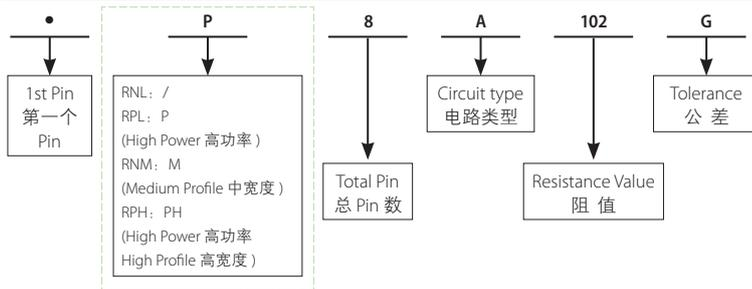 • P 8 A 102 G
1st Pin
第一个
Pin
RNL：/
RPL：P
(High Power 高功率 )
RNM：M
(Medium Profile 中宽度 )
RPH：PH
(High Power 高功率
High Profile 高宽度 )
Total Pin
总 Pin 数
Circuit type
电路类型
Resistance Value
阻 值
Tolerance
公 差